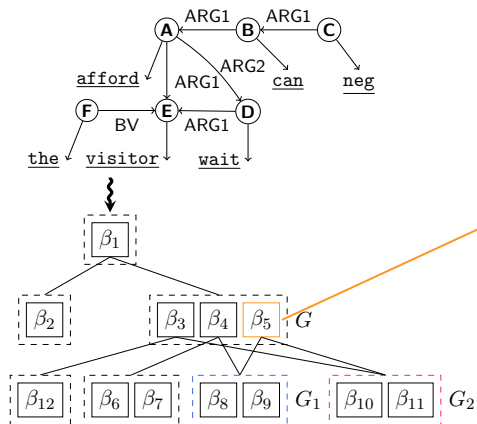 A B C
ARG1 ARG1
ARG2
afford ARG1 can neg
F E D
BV ARG1
the visitor wait
β1
β2 β3 β4 β5 G
β12 β6 β7 β8 β9 G1 β10 β11 G2